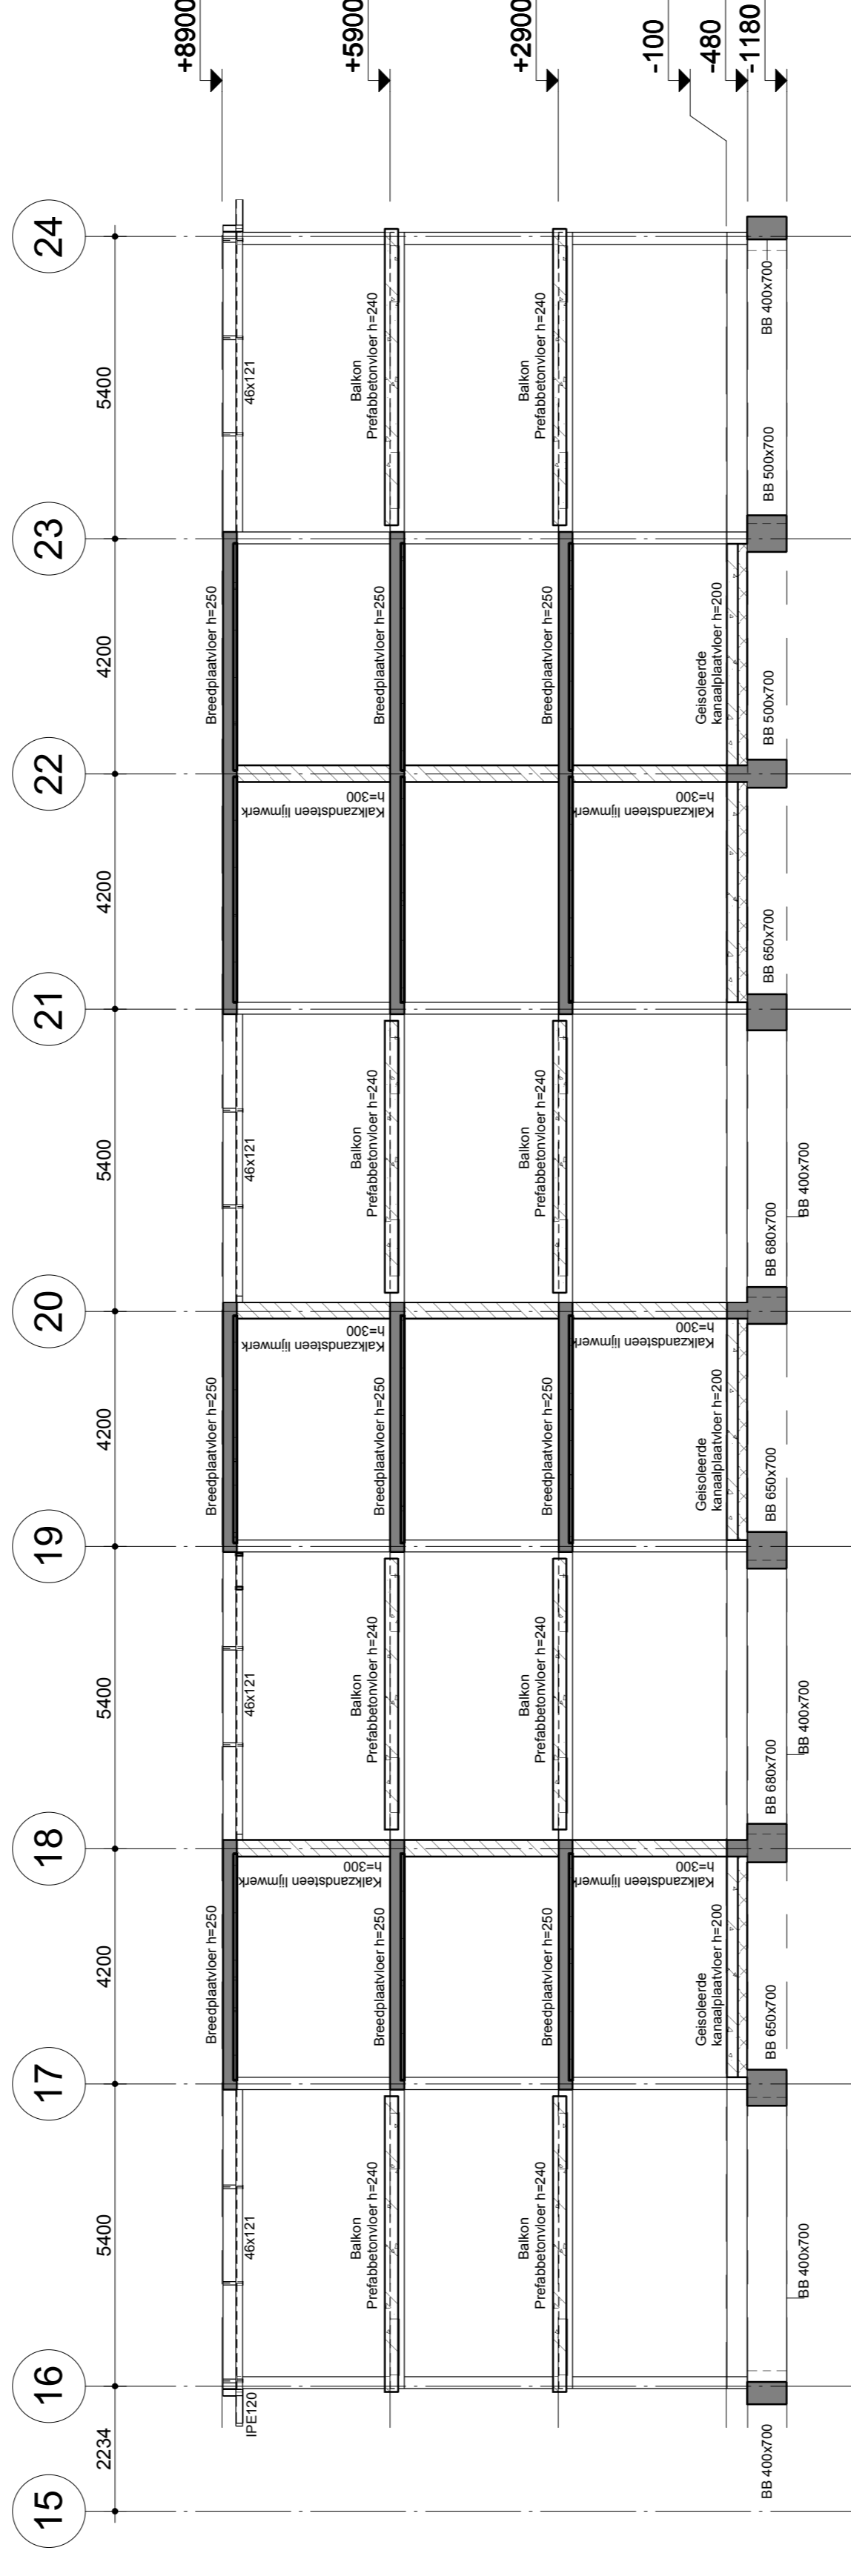 15
16
17
18
19
20
21
22
23
24
2234
5400
4200
5400
4200
5400
4200
4200
5400
+8900
Breedplaatvloer h=250
Breedplaatvloer h=250
Breedplaatvloer h=250
IPE120
46x121
46x121
46x121
46x121
Kalkzandsteen lijmwerk
h=300
Kalkzandsteen lijmwerk
h=300
Kalkzandsteen lijmwerk
h=300
+5900
Balkon
Prefabbetonvloer h=240
Breedplaatvloer h=250
Balkon
Prefabbetonvloer h=240
Breedplaatvloer h=250
Balkon
Prefabbetonvloer h=240
Breedplaatvloer h=250
Balkon
Prefabbetonvloer h=240
+2900
Balkon
Prefabbetonvloer h=240
Breedplaatvloer h=250
Balkon
Prefabbetonvloer h=240
Breedplaatvloer h=250
Balkon
Prefabbetonvloer h=240
Breedplaatvloer h=250
Balkon
Prefabbetonvloer h=240
Kalkzandsteen lijmwerk
h=300
Kalkzandsteen lijmwerk
h=300
Kalkzandsteen lijmwerk
h=300
-100
Geisoleerde
kanaalplaatvloer h=200
Geisoleerde
kanaalplaatvloer h=200
Geisoleerde
kanaalplaatvloer h=200
-480
-1180
BB 400x700
BB 400x700
BB 650x700
BB 680x700
BB 400x700
BB 650x700
BB 680x700
BB 400x700
BB 650x700
BB 500x700
BB 500x700
BB 400x700